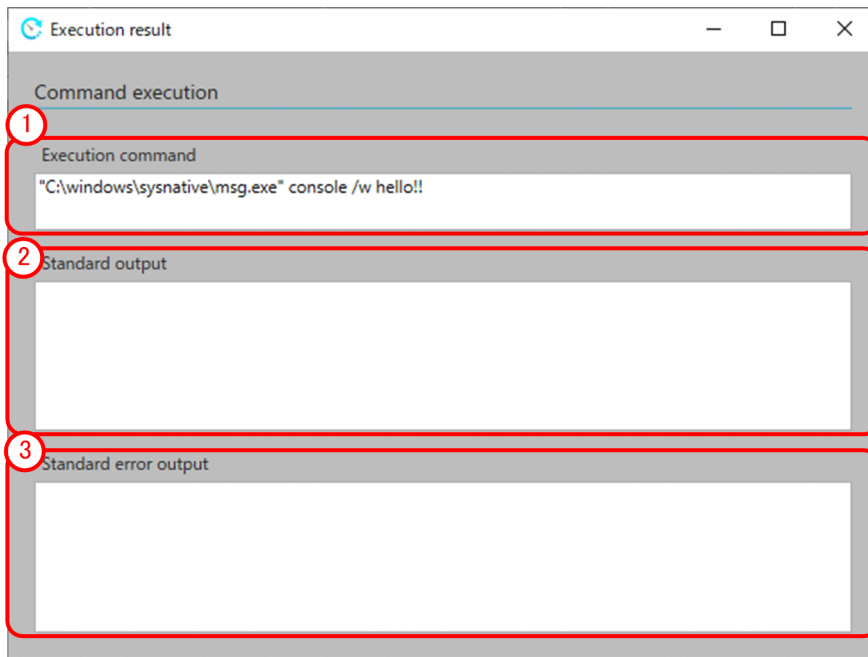 Execution result
Command execution
1
Execution command
"C:\windows\sysnative\msg.exe" console /w hello!!
2
Standard output
3
Standard error output